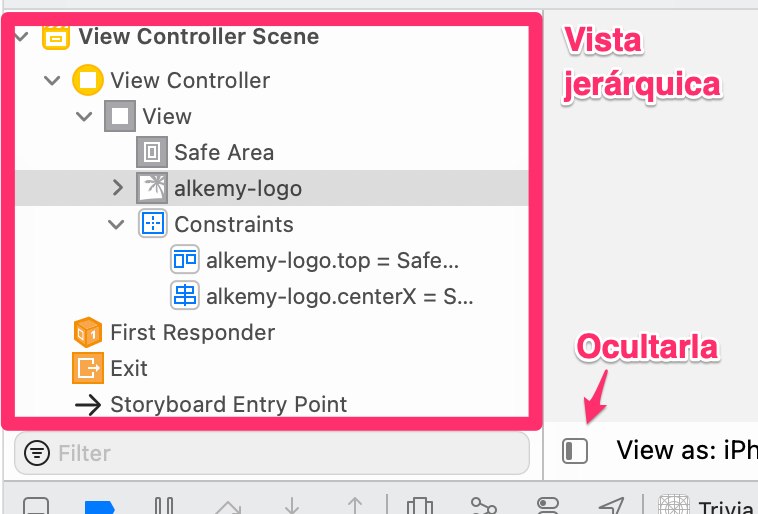 View Controller Scene
View Controller
View
Safe Area
alkemy-logo
Constraints
alkemy-logo.top = Safe...
alkemy-logo.centerX = S...
First Responder
Exit
Storyboard Entry Point
Filter
Vista
jerárquica
Ocultarla
View as: iPh
Trivia